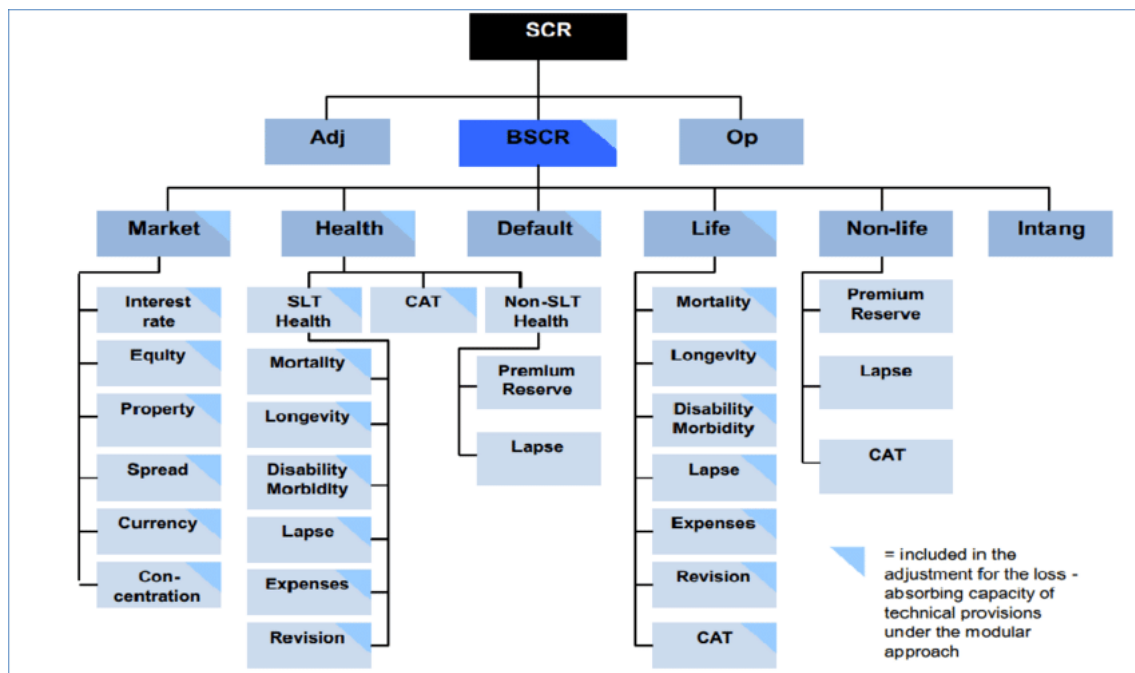 SCR
Adj
BSCR
Op
Market
Health
Default
Life
Non-life
Intang
Interest
rate
Equity
Property
Spread
Currency
Con-
centration
SLT
Health
CAT
Non-SLT
Health
Mortality
Longevity
Disability
Morbidity
Lapse
Expenses
Revision
Premium
Reserve
Lapse
Mortality
Longevity
Disability
Morbidity
Lapse
Expenses
Revision
CAT
Premium
Reserve
Lapse
CAT
= included in the
adjustment for the loss -
absorbing capacity of
technical provisions
under the modular
approach